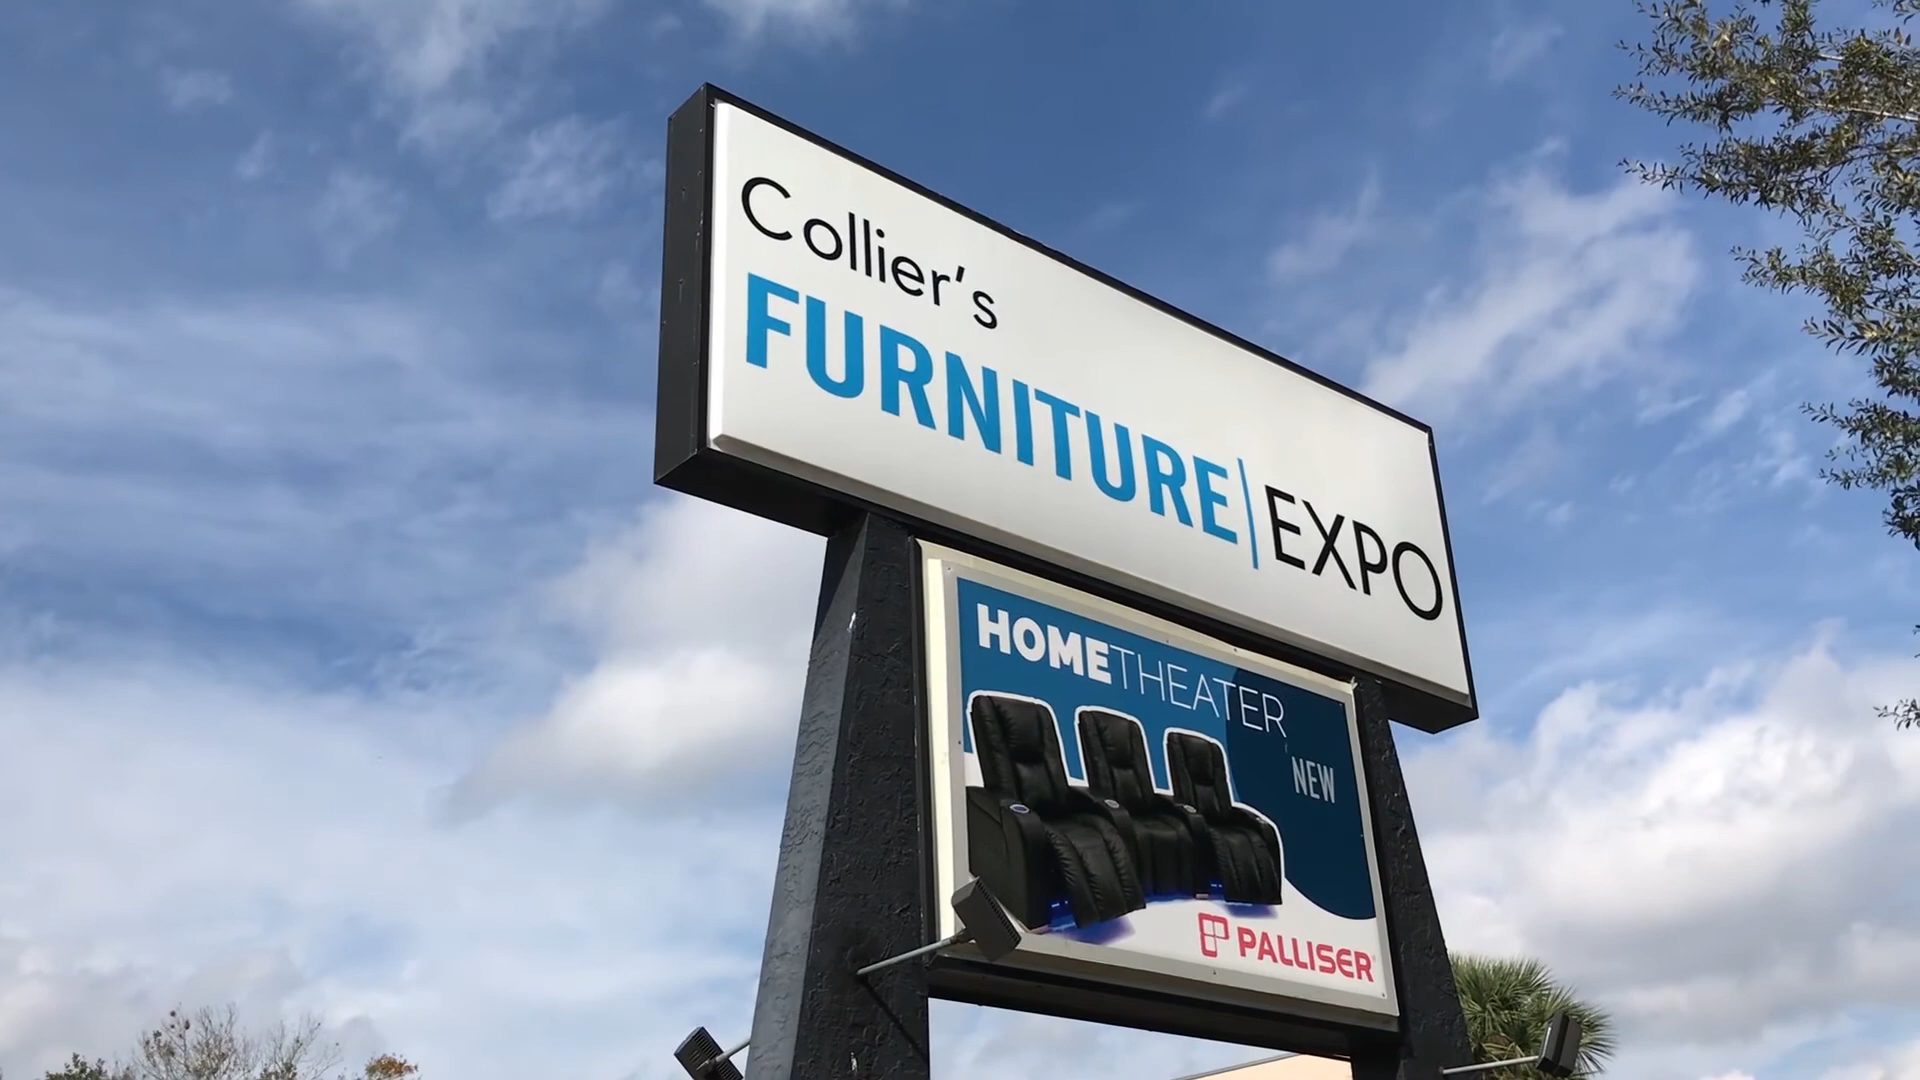 Collier's
FURNITURE|EXPO
HOMETHEATER
NEW
PALLISER